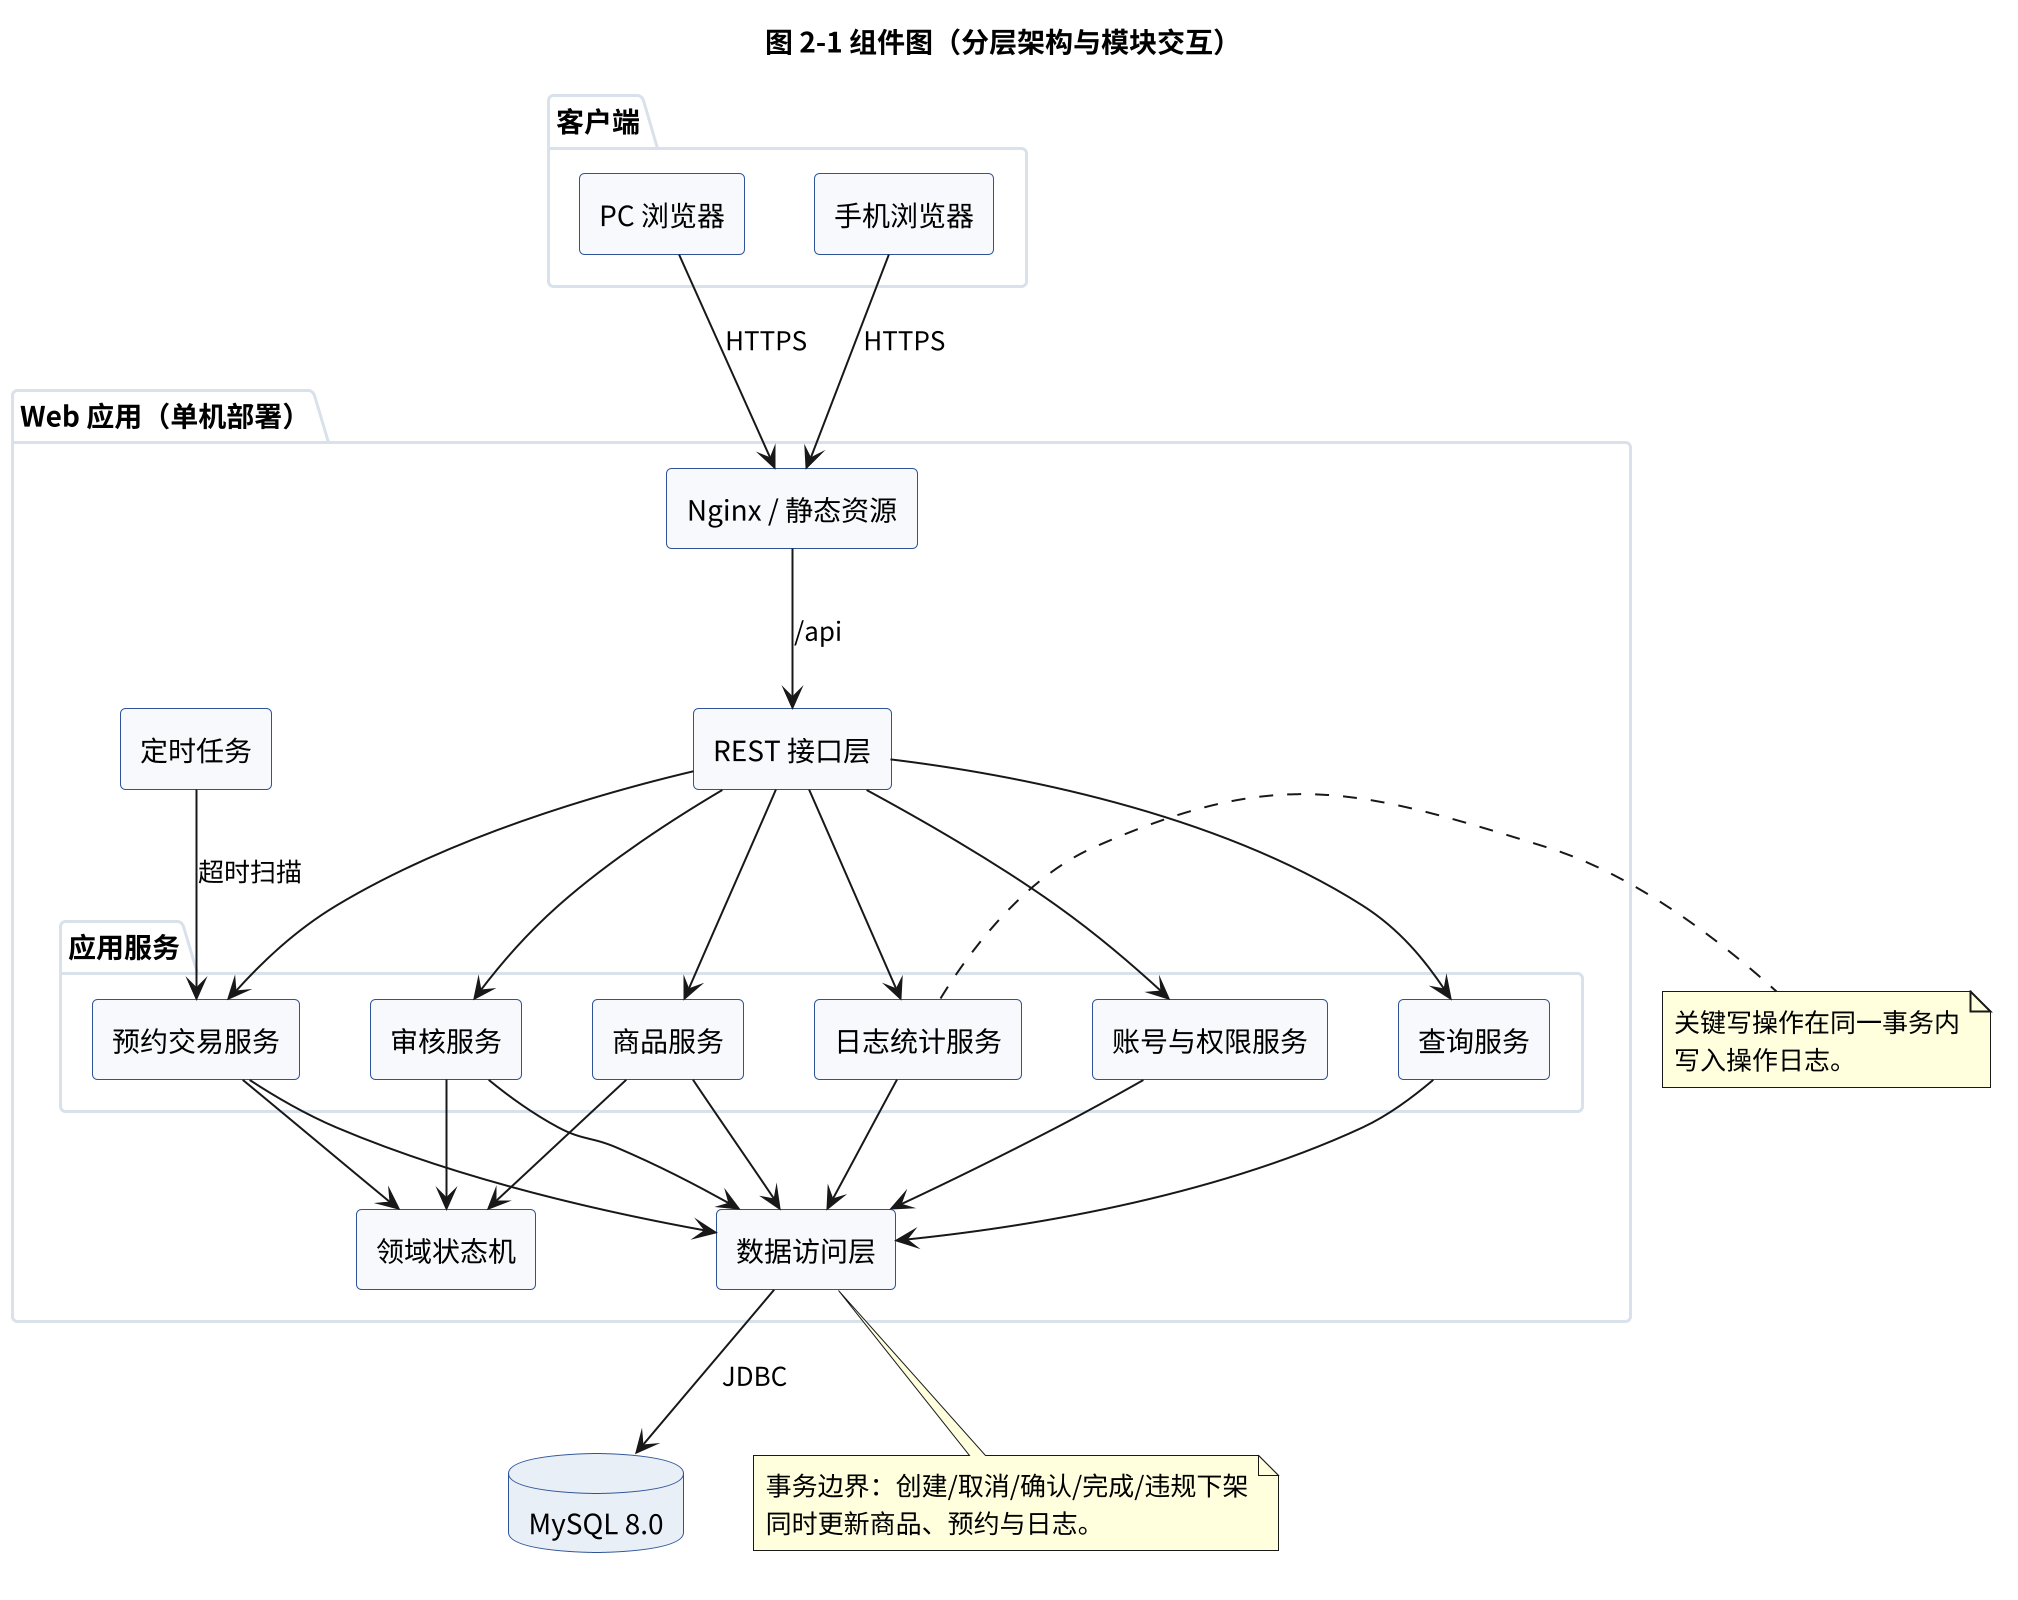 图 2-1 组件图（分层架构与模块交互）
客户端
PC 浏览器
手机浏览器
HTTPS
HTTPS
Web 应用（单机部署）
Nginx / 静态资源
/api
定时任务
REST 接口层
超时扫描
应用服务
预约交易服务
审核服务
商品服务
日志统计服务
账号与权限服务
查询服务
关键写操作在同一事务内
写入操作日志。
领域状态机
数据访问层
JDBC
MySQL 8.0
事务边界：创建/取消/确认/完成/违规下架
同时更新商品、预约与日志。